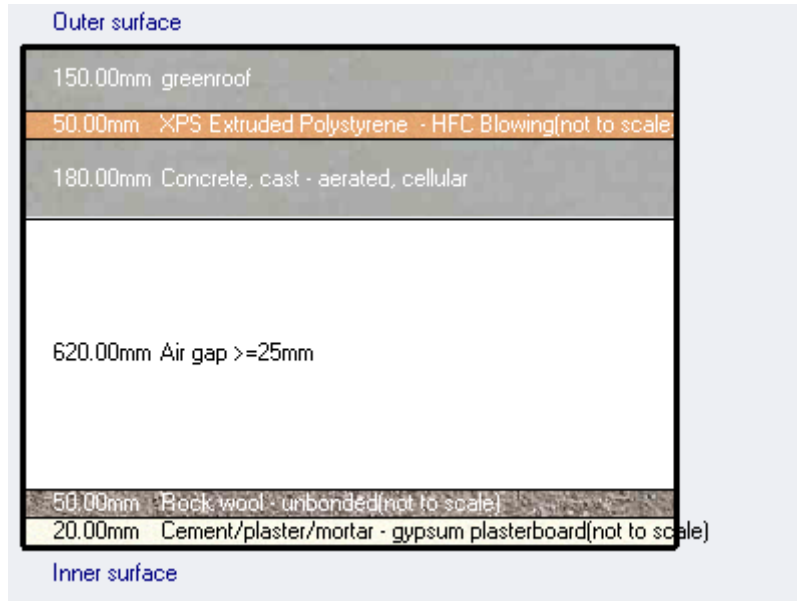 Outer surface
150.00mm greenroof
50.00mm XPS Extruded Polystyrene - HFC Blowing(not to scale)
180.00mm Concrete, cast - aerated, cellular
620.00mm Air gap >=25mm
50.00mm Rock wool - unbonded(not to scale)
20.00mm Cement/plaster/mortar - gypsum plasterboard(not to scale)
Inner surface